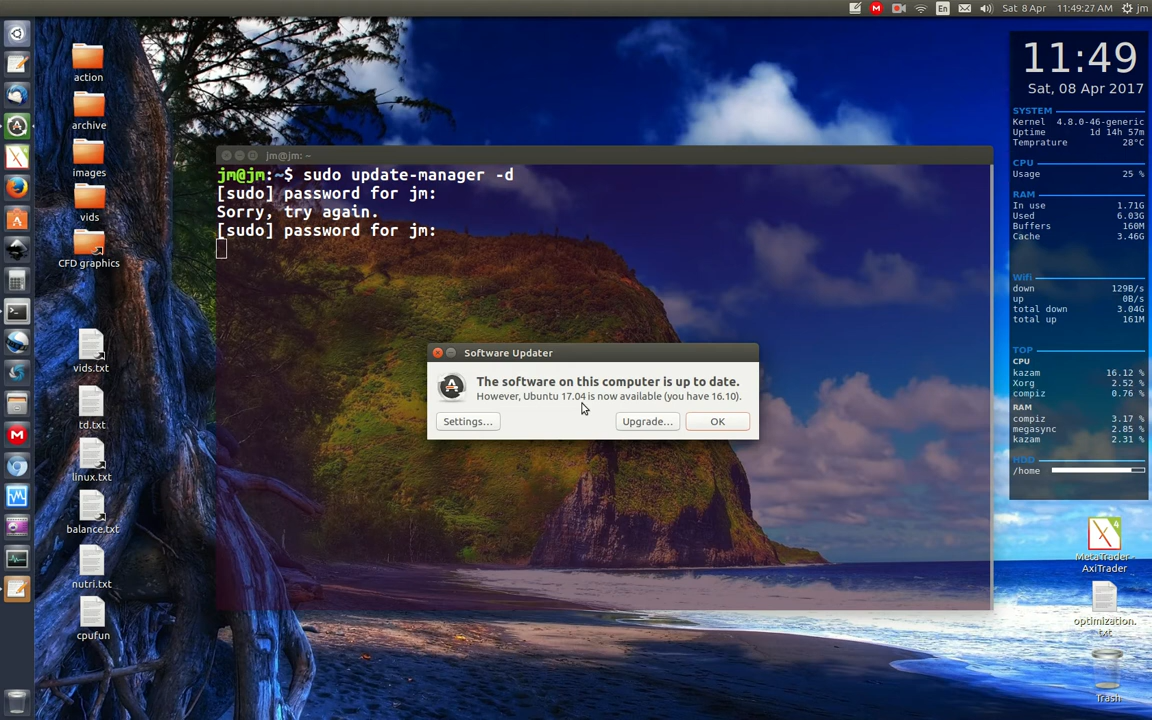 En
Sat 8 Apr
11:49:27 AM
jm
action
archive
images
vids
CFD graphics
vids.txt
td.txt
linux.txt
balance.txt
nutri.txt
cpufun
jm@jm: ~
jm@jm:~$ sudo update-manager -d
[sudo] password for jm:
Sorry, try again.
[sudo] password for jm:
Software Updater
The software on this computer is up to date.
However, Ubuntu 17.04 is now available (you have 16.10).
Settings...
Upgrade...
OK
11:49
Sat, 08 Apr 2017
SYSTEM
Kernel 4.8.0-46-generic
Uptime 1d 14h 57m
Temprature 28°C
CPU
Usage 25 %
RAM
In use 1.71G
Used 6.03G
Buffers 160M
Cache 3.46G
Wifi
down 129B/s
up 0B/s
total down 3.04G
total up 161M
TOP
CPU
kazam 16.12 %
Xorg 2.52 %
compiz 0.76 %
RAM
compiz 3.17 %
megasync 2.85 %
kazam 2.31 %
HDD
/home
MetaTrader -
AxiTrader
optimization.
txt
Trash